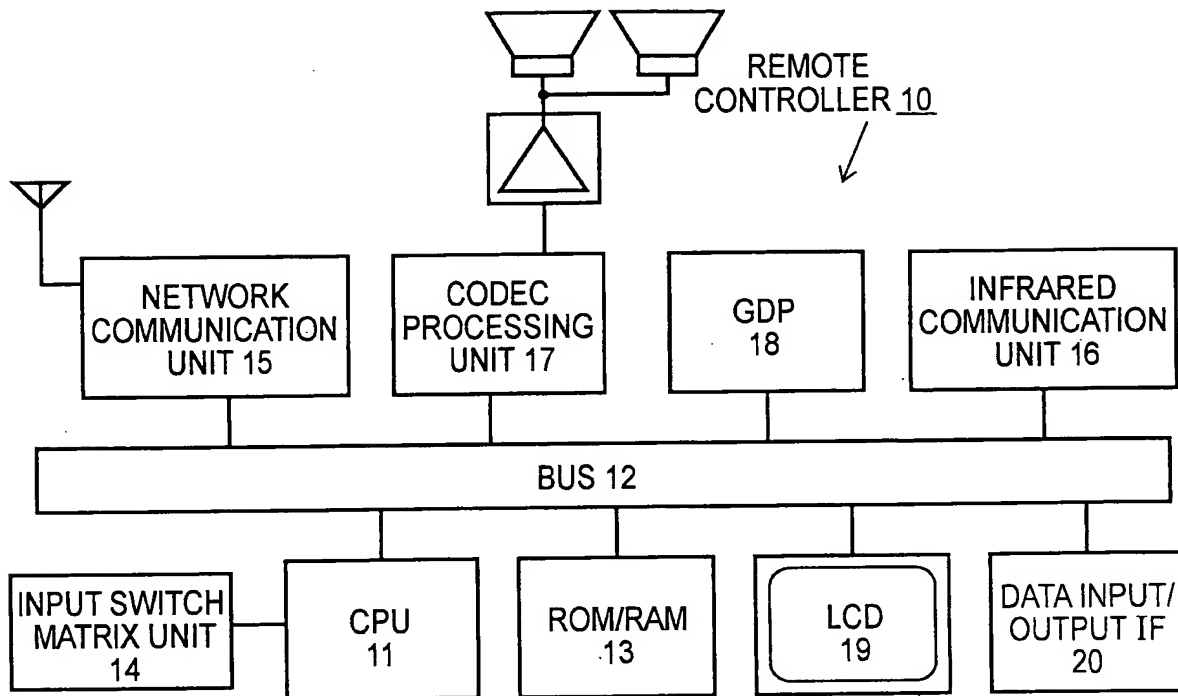 REMOTE
CONTROLLER 10
NETWORK
COMMUNICATION
UNIT 15
CODEC
PROCESSING
UNIT 17
GDP
18
INFRARED
COMMUNICATION
UNIT 16
BUS 12
INPUT SWITCH
MATRIX UNIT
14
CPU
11
ROM/RAM
13
LCD
19
DATA INPUT/
OUTPUT IF
20